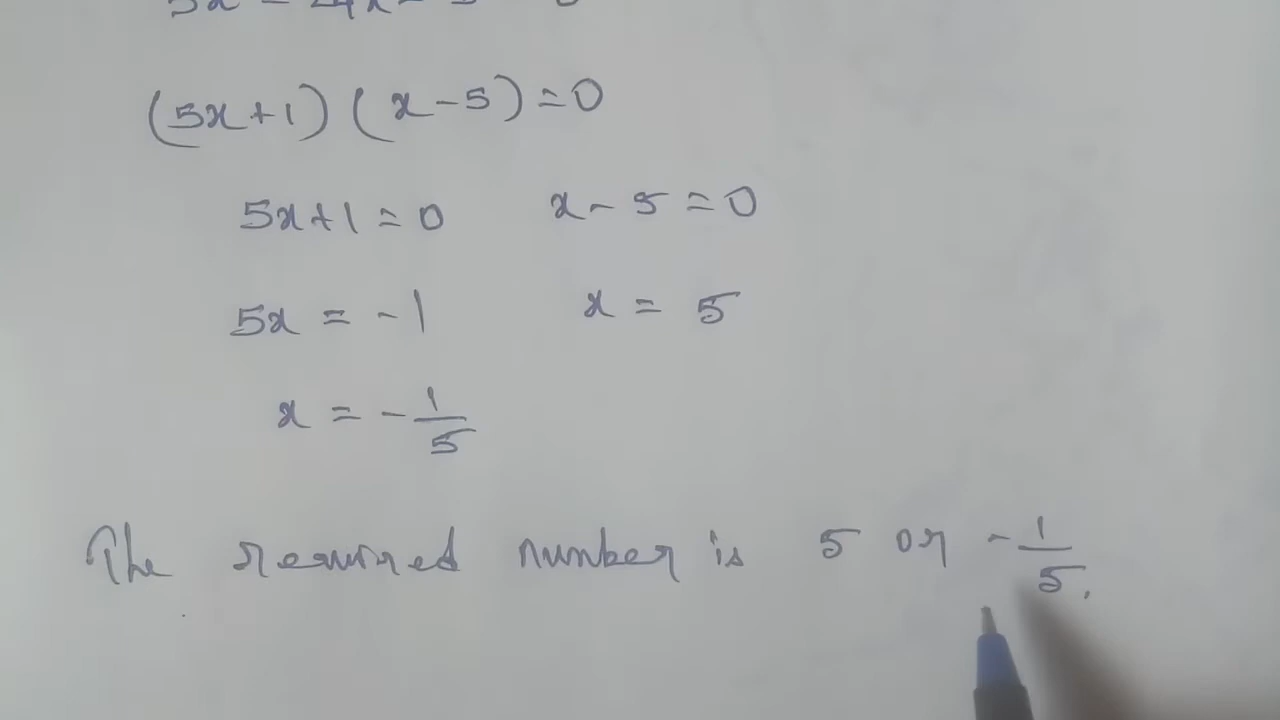 (5x+1)(x-5)=0
5x+1=0 x-5=0
5x = -1 x = 5
x = -1/5
The required number is 5 or -1/5.